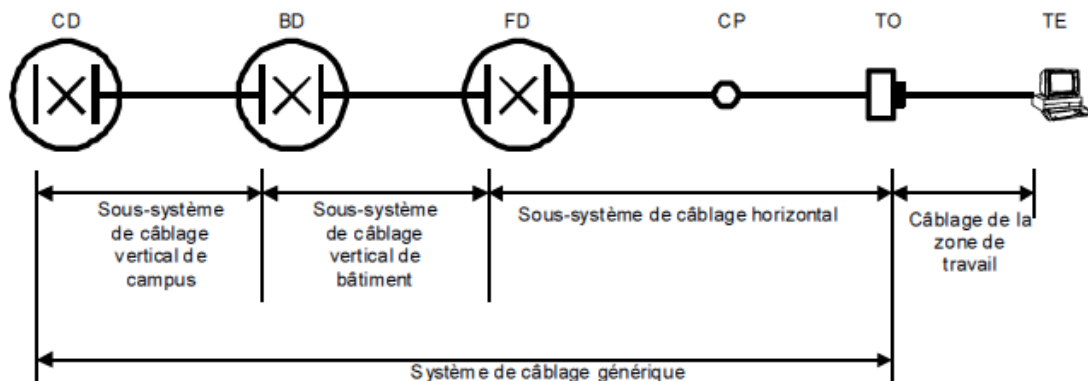 CD BD FD CP TO TE
Sous-système
de câblage
vertical de
campus
Sous-système
de câblage
vertical de
bâtiment
Sous-système de câblage horizontal
Câblage de la
zone de
travail
Système de câblage générique